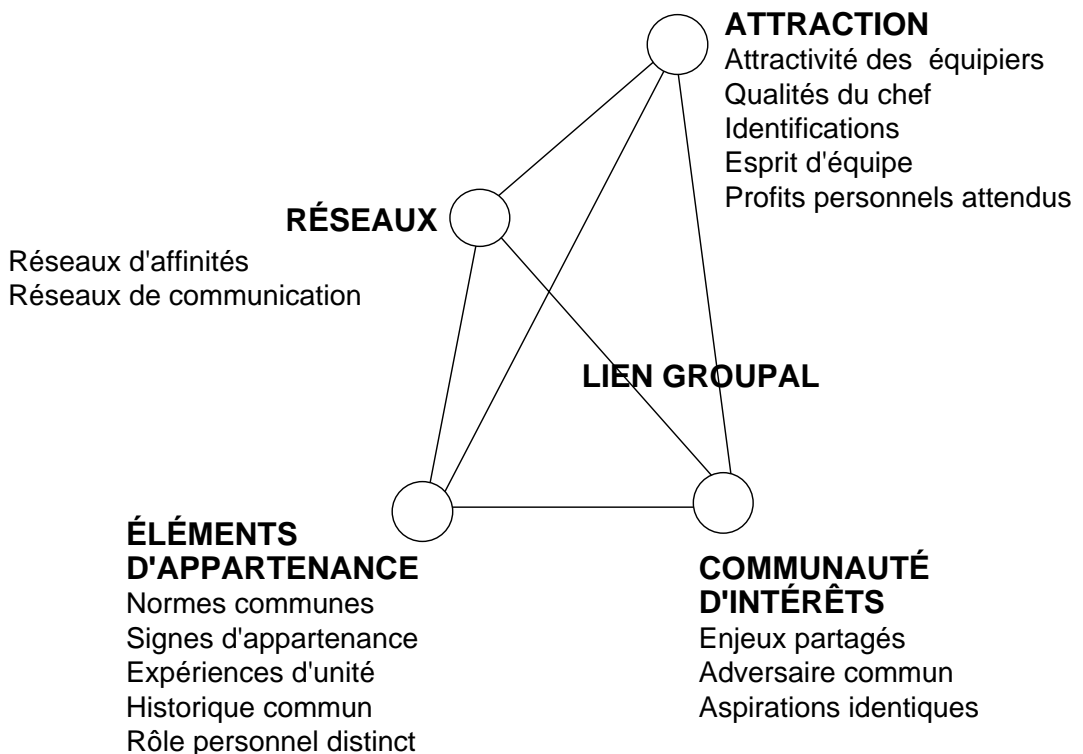 ATTRACTION
Attractivité des  équipiers
Qualités du chef
Identifications
Esprit d'équipe
Profits personnels attendus
RÉSEAUX
Réseaux d'affinités
Réseaux de communication
LIEN GROUPAL
ÉLÉMENTS
D'APPARTENANCE
Normes communes
Signes d'appartenance
Expériences d'unité
Historique commun
Rôle personnel distinct
COMMUNAUTÉ
D'INTÉRÊTS
Enjeux partagés
Adversaire commun
Aspirations identiques